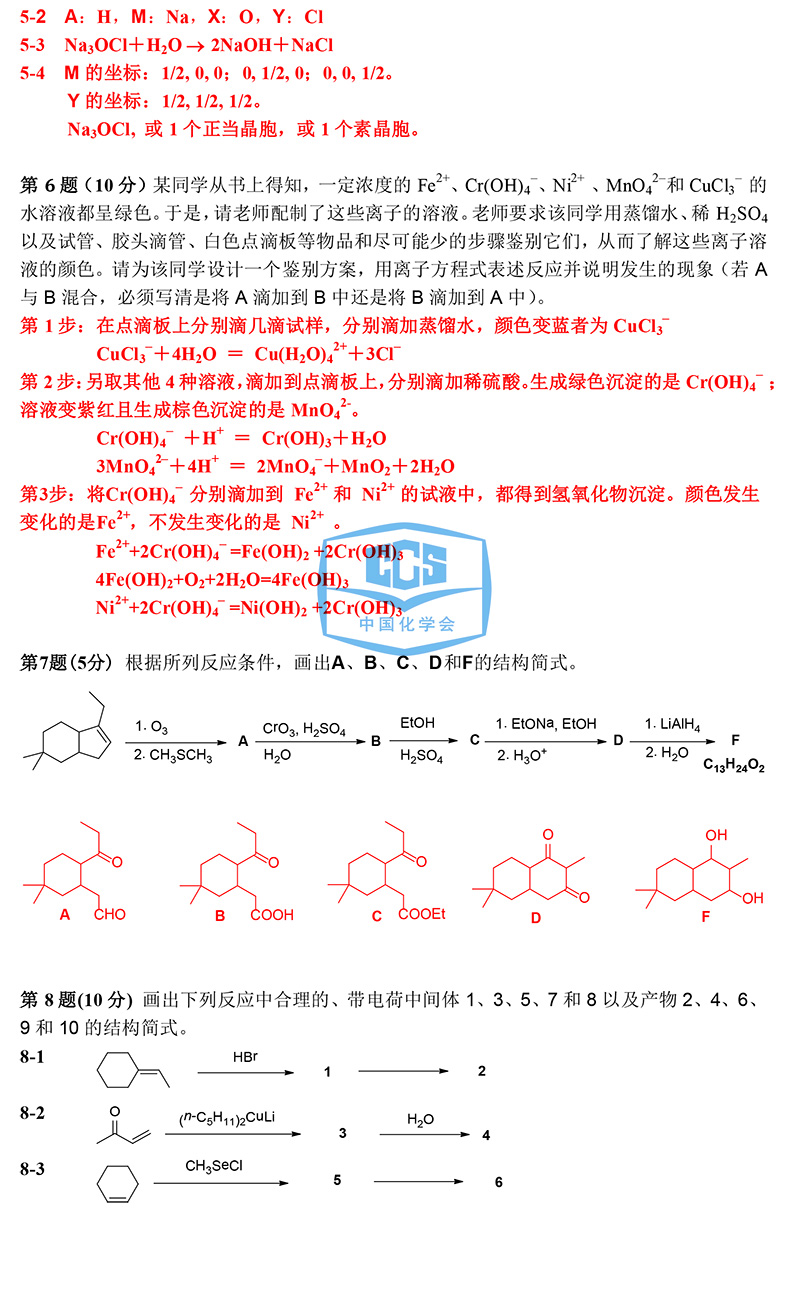 5-2 A：H，M：Na，X：O，Y：Cl
5-3 Na₃OCl＋H₂O → 2NaOH＋NaCl
5-4 M 的坐标：1/2, 0, 0；0, 1/2, 0；0, 0, 1/2。
Y 的坐标：1/2, 1/2, 1/2。
Na₃OCl, 或 1 个正当晶胞，或 1 个素晶胞。
第 6 题（10 分）某同学从书上得知，一定浓度的 Fe²⁺、Cr(OH)₄⁻、Ni²⁺ 、MnO₄²⁻和 CuCl₃⁻ 的
水溶液都呈绿色。于是，请老师配制了这些离子的溶液。老师要求该同学用蒸馏水、稀 H₂SO₄
以及试管、胶头滴管、白色点滴板等物品和尽可能少的步骤鉴别它们，从而了解这些离子溶
液的颜色。请为该同学设计一个鉴别方案，用离子方程式表述反应并说明发生的现象（若 A
与 B 混合，必须写清是将 A 滴加到 B 中还是将 B 滴加到 A 中）。
第 1 步：在点滴板上分别滴几滴试样，分别滴加蒸馏水，颜色变蓝者为 CuCl₃⁻
CuCl₃⁻＋4H₂O ＝ Cu(H₂O)₄²⁺＋3Cl⁻
第 2 步：另取其他 4 种溶液，滴加到点滴板上，分别滴加稀硫酸。生成绿色沉淀的是 Cr(OH)₄⁻；
溶液变紫红且生成棕色沉淀的是 MnO₄²⁻。
Cr(OH)₄⁻ ＋H⁺ ＝ Cr(OH)₃＋H₂O
3MnO₄²⁻＋4H⁺ ＝ 2MnO₄⁻＋MnO₂＋2H₂O
第3步：将Cr(OH)₄⁻ 分别滴加到 Fe²⁺ 和 Ni²⁺ 的试液中，都得到氢氧化物沉淀。颜色发生
变化的是Fe²⁺，不发生变化的是 Ni²⁺ 。
Fe²⁺+2Cr(OH)₄⁻ =Fe(OH)₂ +2Cr(OH)₃
4Fe(OH)₂+O₂+2H₂O=4Fe(OH)₃
Ni²⁺+2Cr(OH)₄⁻ =Ni(OH)₂ +2Cr(OH)₃
CCS
中国化学会
第7题(5分) 根据所列反应条件，画出A、B、C、D和F的结构简式。
1. O₃ 2. CH₃SCH₃ A CrO₃, H₂SO₄ H₂O B EtOH H₂SO₄ C 1. EtONa, EtOH 2. H₃O⁺ D 1. LiAlH₄ 2. H₂O F
C₁₃H₂₄O₂
O O O O OH
CHO COOH COOEt O OH
A B C D F
第 8 题(10 分) 画出下列反应中合理的、带电荷中间体 1、3、5、7 和 8 以及产物 2、4、6、
9 和 10 的结构简式。
8-1 HBr 1 2
8-2 O (n-C₅H₁₁)₂CuLi 3 H₂O 4
8-3 CH₃SeCl 5 6